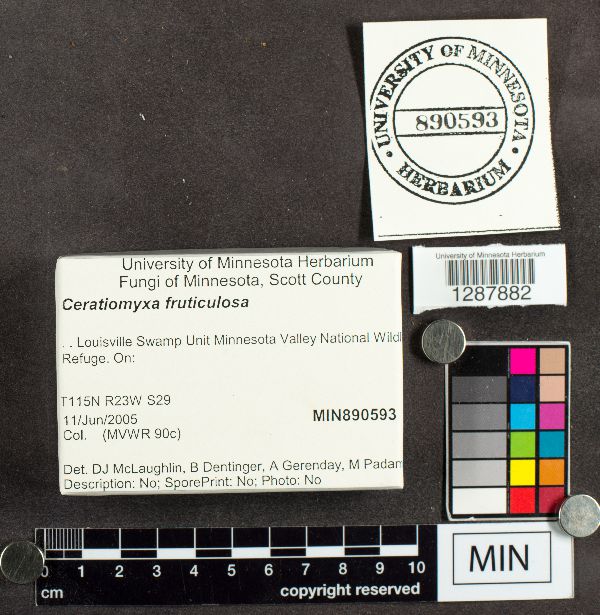 UNIVERSITY OF MINNESOTA
890593
HERBARIUM
University of Minnesota Herbarium
1287882
University of Minnesota Herbarium
Fungi of Minnesota, Scott County
Ceratiomyxa fruticulosa
. . Louisville Swamp Unit Minnesota Valley National Wildl
Refuge. On:
T115N R23W S29
11/Jun/2005
MIN890593
Col. (MVWR 90c)
Det. DJ McLaughlin, B Dentinger, A Gerenday, M Padam
Description: No; SporePrint: No; Photo: No
0 1 2 3 4 5 6 7 8 9 10
cm
copyright reserved
MIN